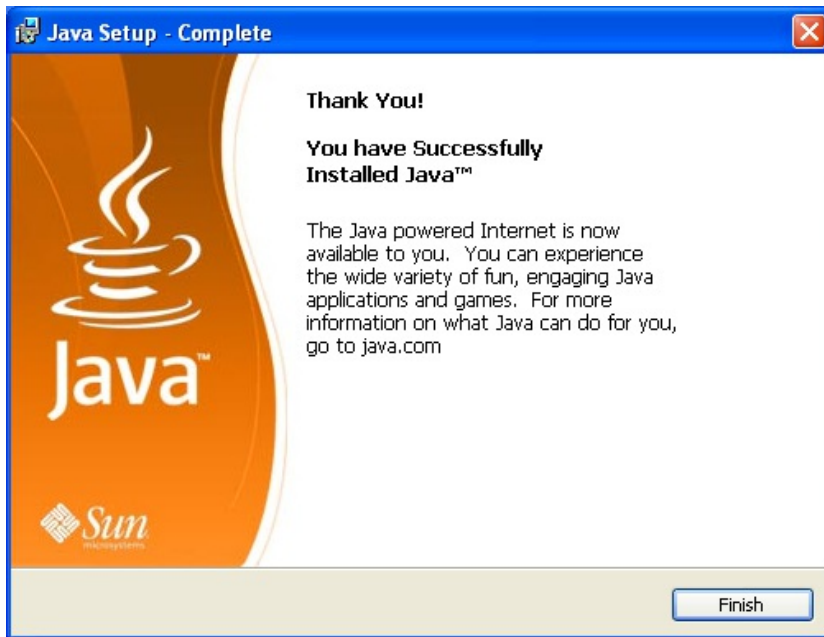 Java Setup - Complete
Thank You!
You have Successfully
Installed Java™
The Java powered Internet is now
available to you. You can experience
the wide variety of fun, engaging Java
applications and games. For more
information on what Java can do for you,
go to java.com
Java™
Sun
microsystems
Finish